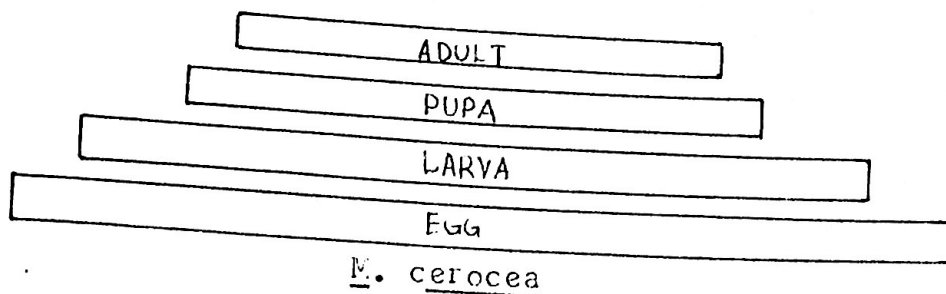 ADULT
PUPA
LARVA
EGG
M. cerocea